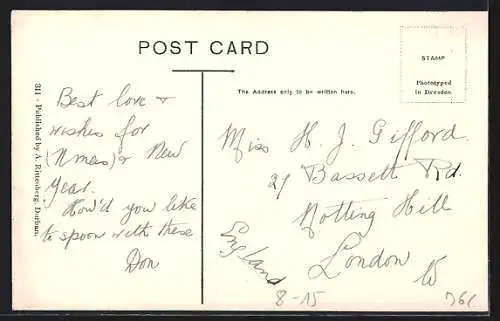 POST CARD
STAMP
Phototyped
in Dresden
The Address only to be written here.
311 - Published by A. Rittenberg, Durban.
Best love &
wishes for
(Xmas) & New
Year.
How'd you like
to spoon with these
Don
Miss H. J. Gifford.
27 Bassett Rd.
Notting Hill
London W
England
8-15